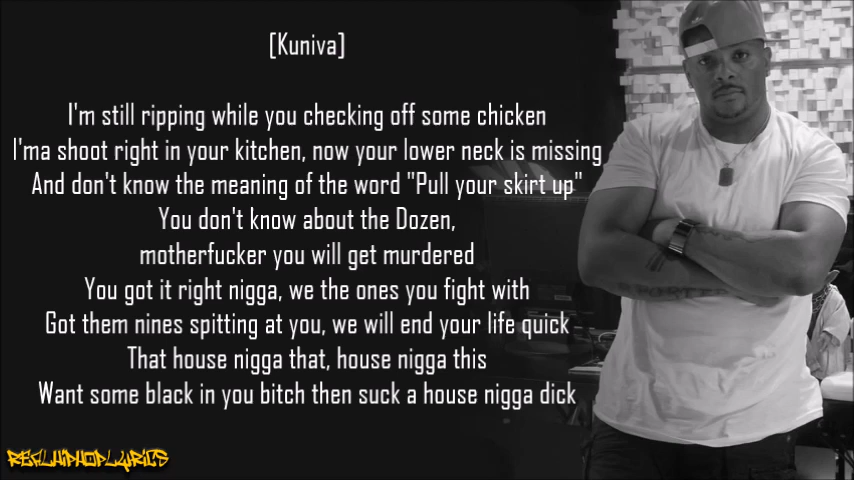 [Kuniva]
I'm still ripping while you checking off some chicken
I'ma shoot right in your kitchen, now your lower neck is missing
And don't know the meaning of the word "Pull your skirt up"
You don't know about the Dozen,
motherfucker you will get murdered
You got it right nigga, we the ones you fight with
Got them nines spitting at you, we will end your life quick
That house nigga that, house nigga this
Want some black in you bitch then suck a house nigga dick
REALHIPHOPLYRICS